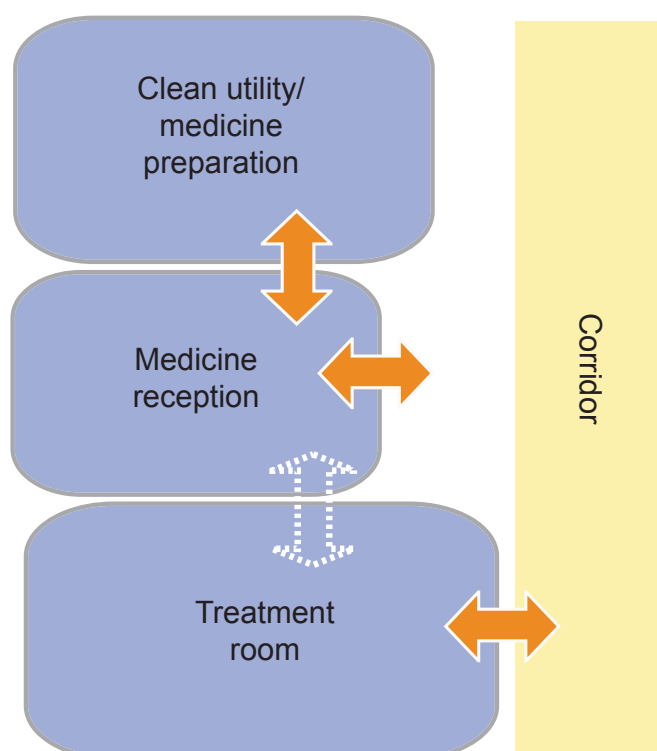 Clean utility/
medicine
preparation
Medicine
reception
Corridor
Treatment
room